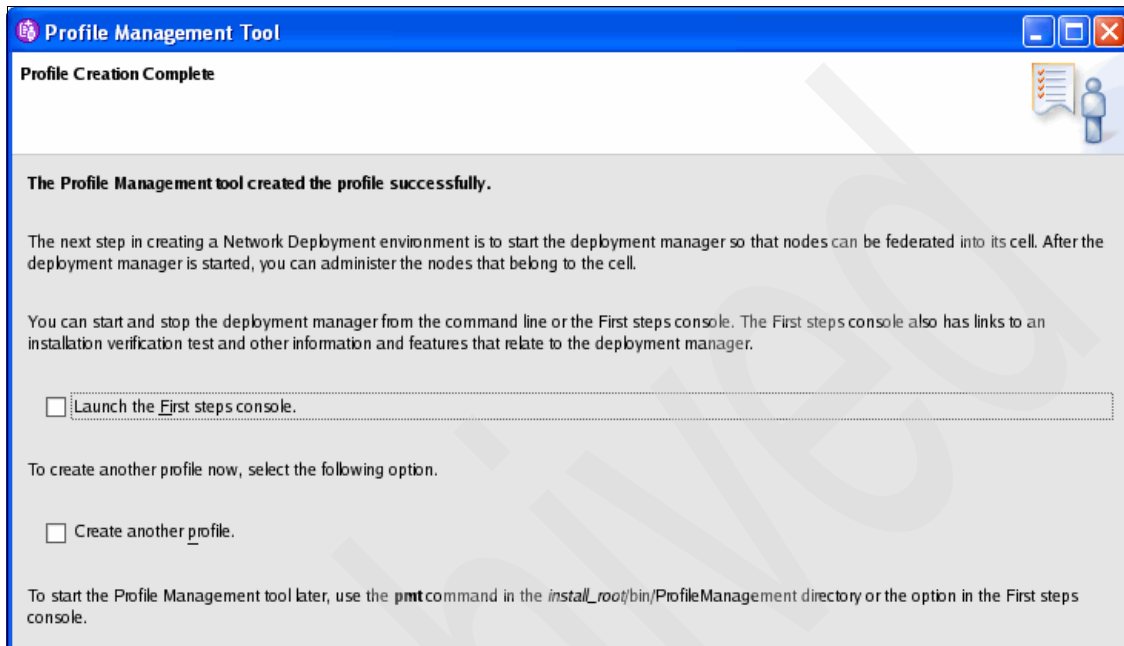 Profile Management Tool
Profile Creation Complete
The Profile Management tool created the profile successfully.
The next step in creating a Network Deployment environment is to start the deployment manager so that nodes can be federated into its cell. After the
deployment manager is started, you can administer the nodes that belong to the cell.
You can start and stop the deployment manager from the command line or the First steps console. The First steps console also has links to an
installation verification test and other information and features that relate to the deployment manager.
Launch the First steps console.
To create another profile now, select the following option.
Create another profile.
To start the Profile Management tool later, use the pmt command in the install_root/bin/ProfileManagement directory or the option in the First steps
console.